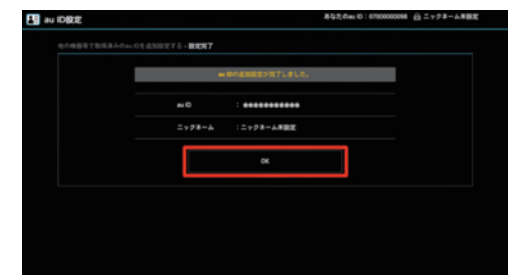 au ID設定
あなたのau ID：07000000098 ニックネーム未設定
他の機器等で取得済みのau IDを追加設定する > 設定完了
au IDの追加設定が完了しました。
au ID ：●●●●●●●●●●●
ニックネーム ：ニックネーム未設定
OK